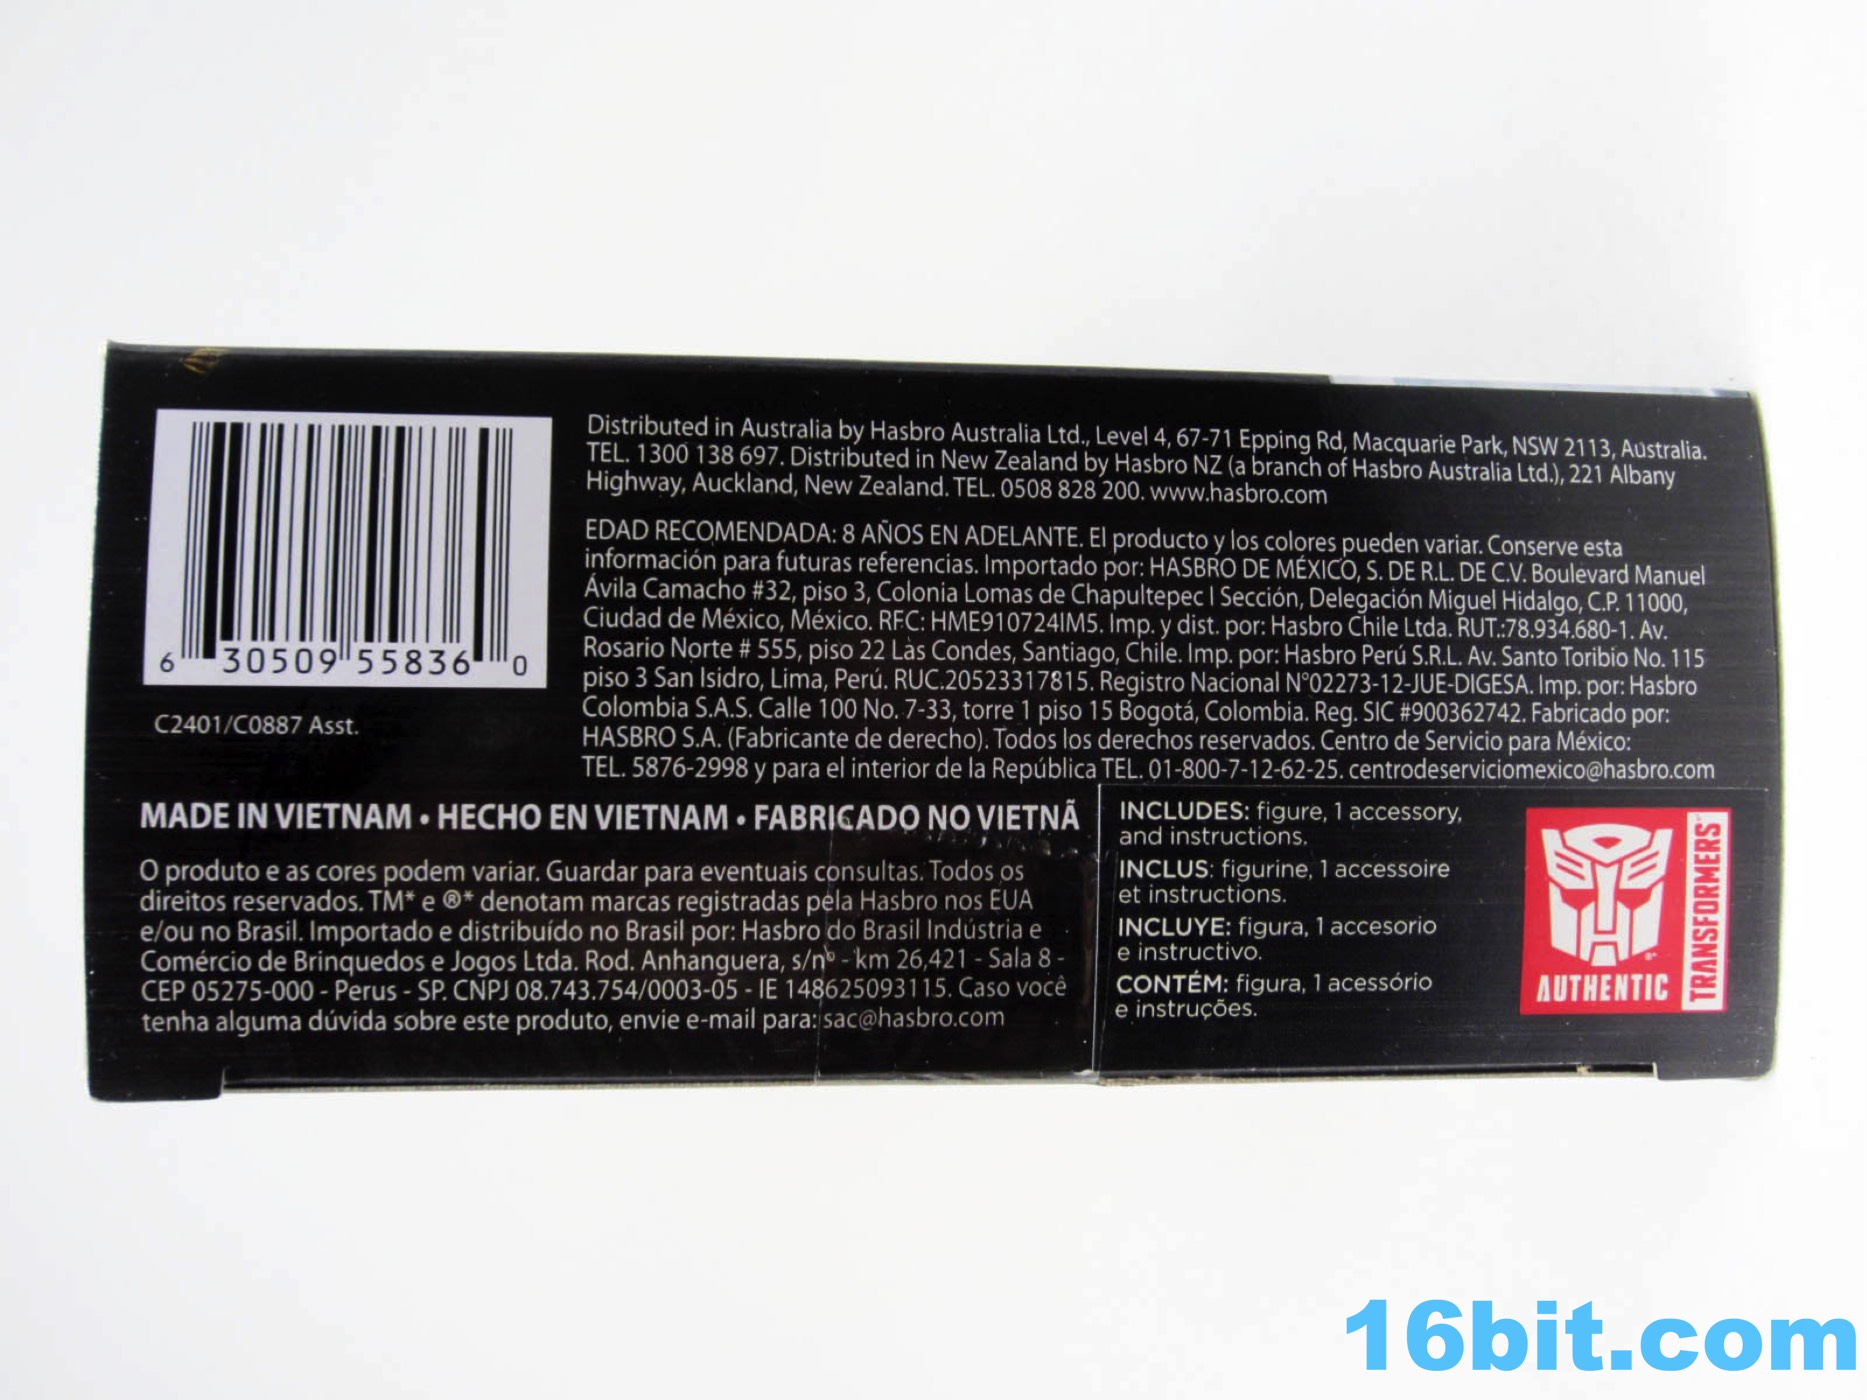 6 30509 55836 0
C2401/C0887 Asst.
Distributed in Australia by Hasbro Australia Ltd., Level 4, 67-71 Epping Rd, Macquarie Park, NSW 2113, Australia.
TEL. 1300 138 697. Distributed in New Zealand by Hasbro NZ (a branch of Hasbro Australia Ltd.), 221 Albany
Highway, Auckland, New Zealand. TEL. 0508 828 200. www.hasbro.com
EDAD RECOMENDADA: 8 AÑOS EN ADELANTE. El producto y los colores pueden variar. Conserve esta
información para futuras referencias. Importado por: HASBRO DE MÉXICO, S. DE R.L. DE C.V. Boulevard Manuel
Ávila Camacho #32, piso 3, Colonia Lomas de Chapultepec I Sección, Delegación Miguel Hidalgo, C.P. 11000,
Ciudad de México, México. RFC: HME910724IM5. Imp. y dist. por: Hasbro Chile Ltda. RUT.:78.934.680-1. Av.
Rosario Norte # 555, piso 22 Las Condes, Santiago, Chile. Imp. por: Hasbro Perú S.R.L. Av. Santo Toribio No. 115
piso 3 San Isidro, Lima, Perú. RUC.20523317815. Registro Nacional N°02273-12-JUE-DIGESA. Imp. por: Hasbro
Colombia S.A.S. Calle 100 No. 7-33, torre 1 piso 15 Bogotá, Colombia. Reg. SIC #900362742. Fabricado por:
HASBRO S.A. (Fabricante de derecho). Todos los derechos reservados. Centro de Servicio para México:
TEL. 5876-2998 y para el interior de la República TEL. 01-800-7-12-62-25. centrodeserviciomexico@hasbro.com
MADE IN VIETNAM • HECHO EN VIETNAM • FABRICADO NO VIETNÃ
O produto e as cores podem variar. Guardar para eventuais consultas. Todos os
direitos reservados. TM* e ®* denotam marcas registradas pela Hasbro nos EUA
e/ou no Brasil. Importado e distribuído no Brasil por: Hasbro do Brasil Indústria e
Comércio de Brinquedos e Jogos Ltda. Rod. Anhanguera, s/nº - km 26,421 - Sala 8 -
CEP 05275-000 - Perus - SP. CNPJ 08.743.754/0003-05 - IE 148625093115. Caso você
tenha alguma dúvida sobre este produto, envie e-mail para: sac@hasbro.com
INCLUDES: figure, 1 accessory,
and instructions.
INCLUS: figurine, 1 accessoire
et instructions.
INCLUYE: figura, 1 accesorio
e instructivo.
CONTÉM: figura, 1 acessório
e instruções.
AUTHENTIC
TRANSFORMERS
16bit.com